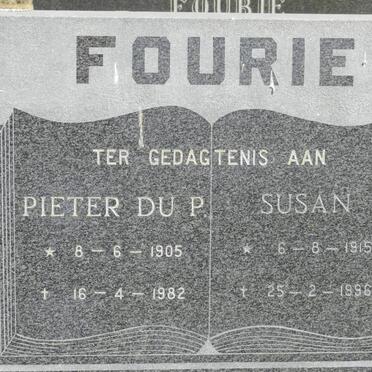 FOURIE
FOURIE
TER GEDAGTENIS AAN
PIETER DU P.
★ 8 – 6 – 1905
† 16 – 4 – 1982
SUSAN
★ 6 – 8 – 1915
† 25 – 2 – 1996